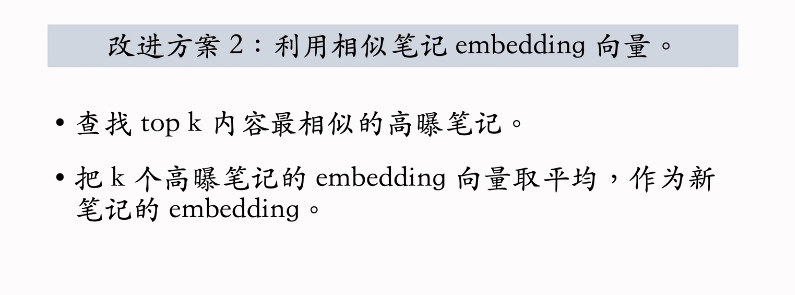 改进方案 2：利用相似笔记 embedding 向量。
• 查找 top k 内容最相似的高曝笔记。
• 把 k 个高曝笔记的 embedding 向量取平均，作为新
笔记的 embedding。